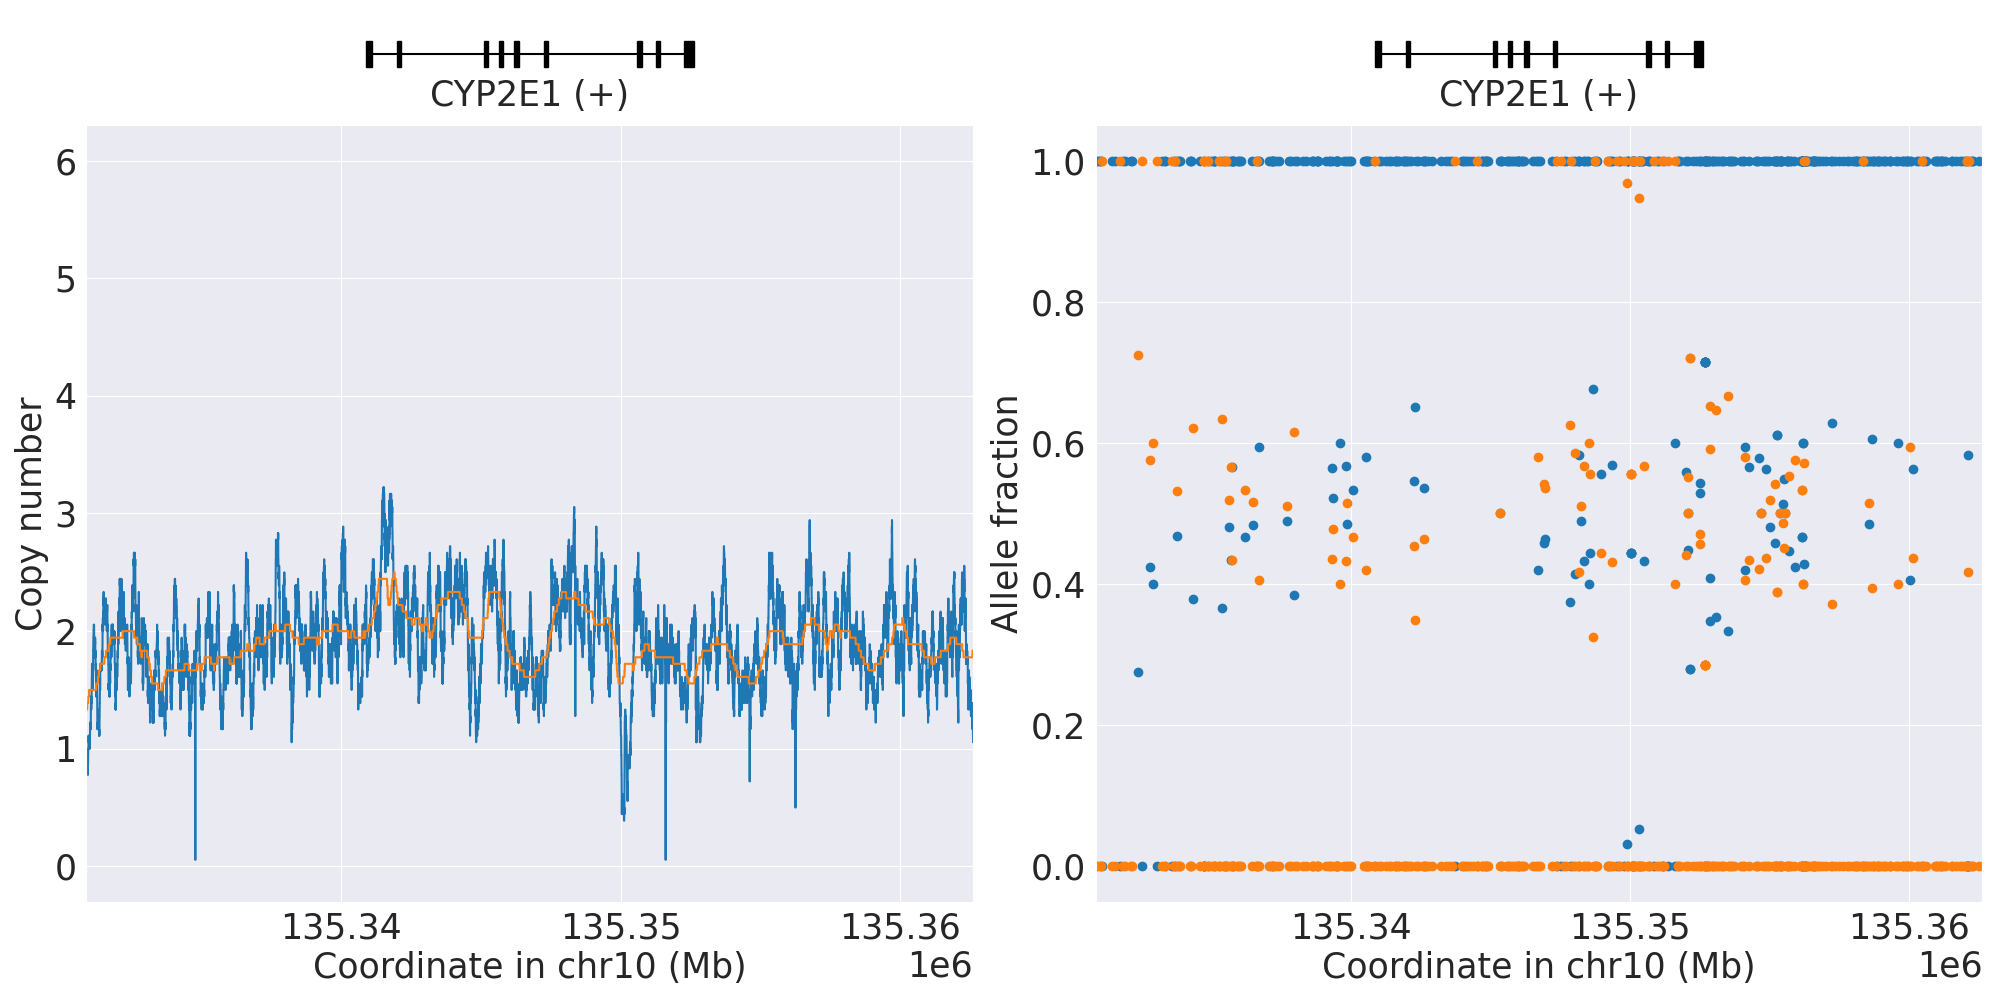 CYP2E1 (+)
CYP2E1 (+)
Copy number
6
5
4
3
2
1
0
135.34 135.35 135.36
Coordinate in chr10 (Mb)
1e6
Allele fraction
1.0
0.8
0.6
0.4
0.2
0.0
135.34 135.35 135.36
Coordinate in chr10 (Mb)
1e6